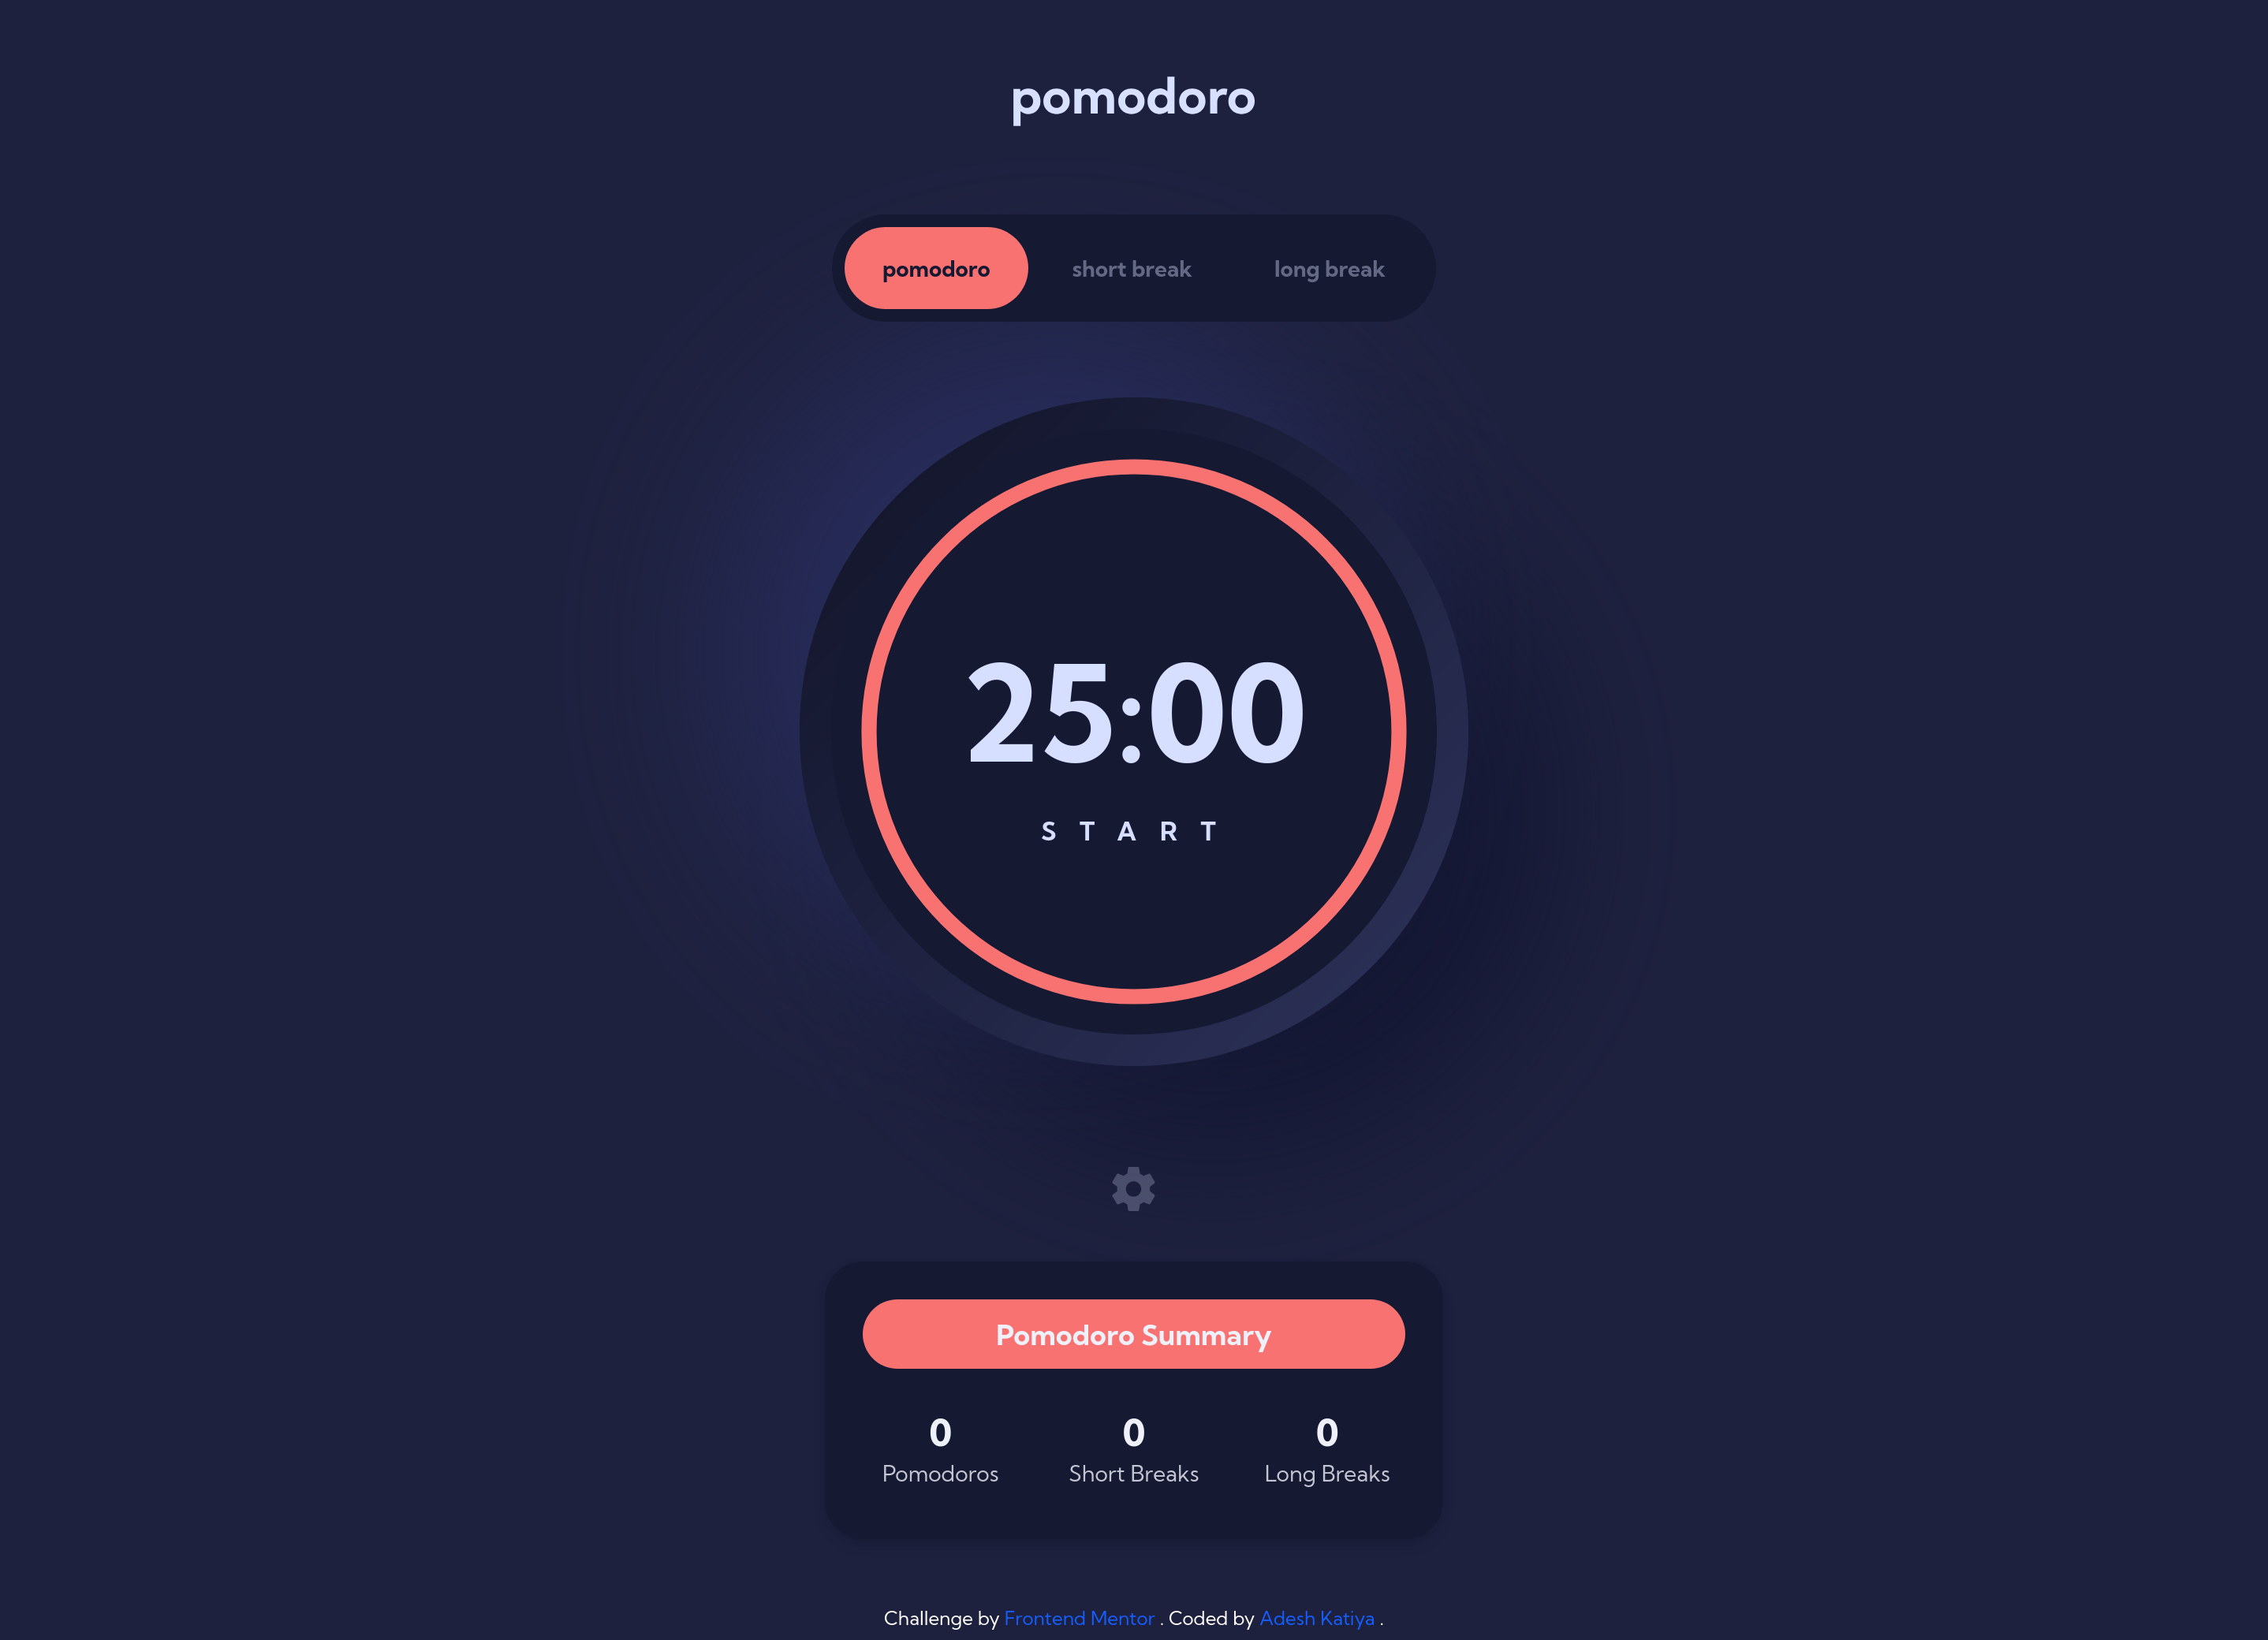 pomodoro
pomodoro short break long break
25:00
START
Pomodoro Summary
0 0 0
Pomodoros Short Breaks Long Breaks
Challenge by Frontend Mentor . Coded by Adesh Katiya .